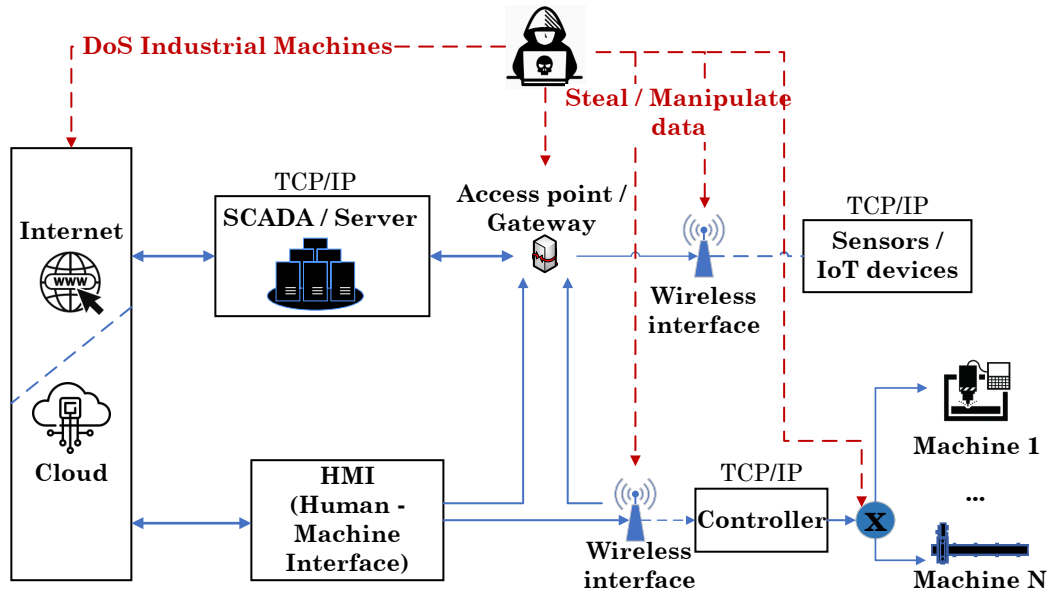 DoS Industrial Machines
Steal / Manipulate
data
TCP/IP
SCADA / Server
Access point /
Gateway
TCP/IP
Sensors /
IoT devices
Internet
WWW
Wireless
interface
Cloud
Machine 1
...
HMI
(Human -
Machine
Interface)
TCP/IP
Controller
X
Wireless
interface
Machine N